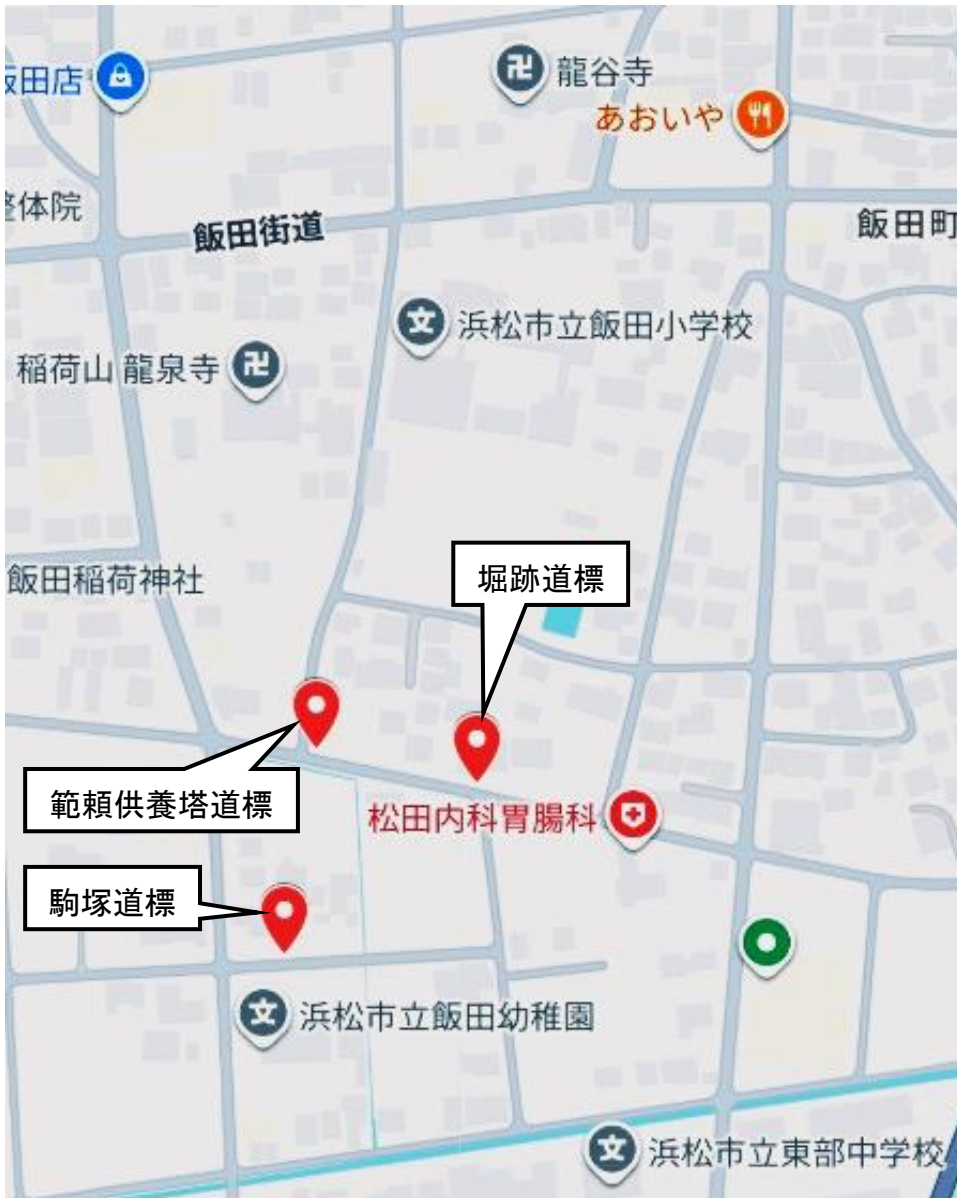 龍谷寺
飯田店
あおいや
整体院
飯田街道
飯田町
浜松市立飯田小学校
稲荷山 龍泉寺
堀跡道標
飯田稲荷神社
範頼供養塔道標
松田内科胃腸科
駒塚道標
浜松市立飯田幼稚園
浜松市立東部中学校